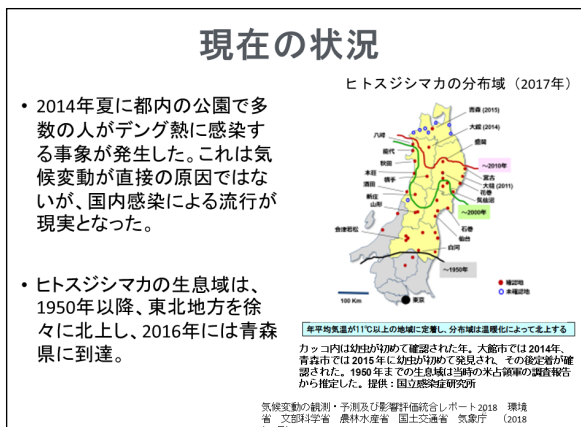 現在の状況
ヒトスジシマカの分布域（2017年）
• 2014年夏に都内の公園で多
数の人がデング熱に感染す
る事象が発生した。これは気
候変動が直接の原因ではな
いが、国内感染による流行が
現実となった。
• ヒトスジシマカの生息域は、
1950年以降、東北地方を徐
々に北上し、2016年には青森
県に到達。
青森 (2015)
大館 (2014)
八峰
盛岡
能代
秋田
～2010年
本荘
宮古
横手
大槌 (2011)
酒田
花巻
気仙沼
新庄
山形
～2000年
石巻
会津若松
仙台
白河
～1950年
確認地
未確認地
100 Km
東京
年平均気温が11℃以上の地域に定着し、分布域は温暖化によって北上する
カッコ内は幼虫が初めて確認された年。大館市では2014年、
青森市では2015年に幼虫が初めて発見され、その後定着が確
認された。1950年までの生息域は当時の米占領軍の調査報告
から推定した。提供：国立感染症研究所
気候変動の観測・予測及び影響評価統合レポート2018 環境
省 文部科学省 農林水産省 国土交通省 気象庁 （2018